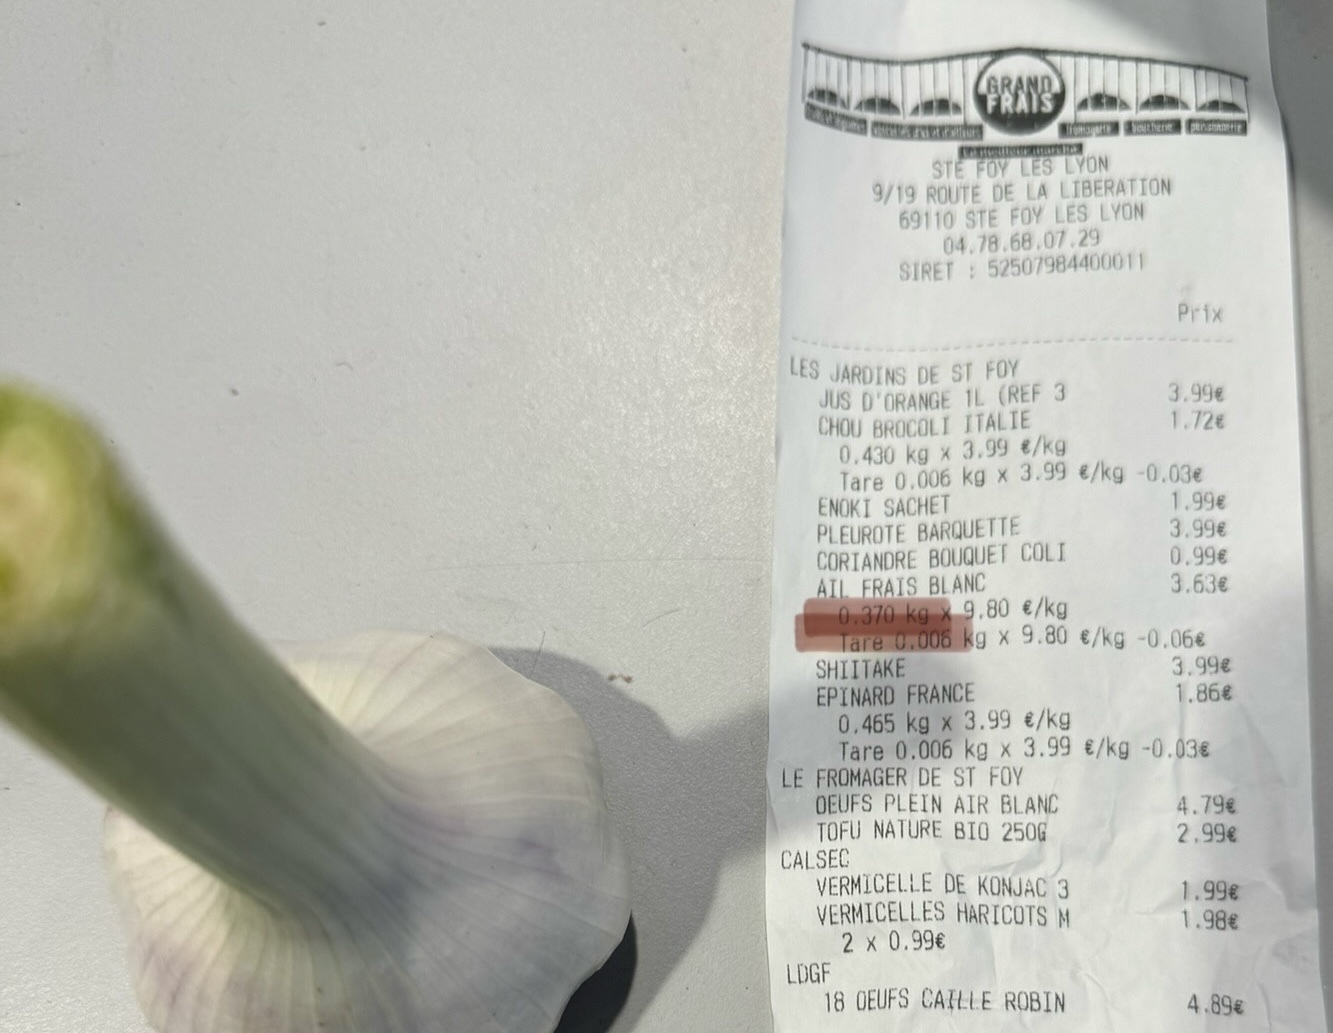 GRAND
FRAIS
fromagerie
boucherie
poissonnerie
STE FOY LES LYON
9/19 ROUTE DE LA LIBERATION
69110 STE FOY LES LYON
04.78.68.07.29
SIRET : 52507984400011
Prix
LES JARDINS DE ST FOY
JUS D'ORANGE 1L (REF 3 3.99€
CHOU BROCOLI ITALIE 1.72€
0.430 kg x 3.99 €/kg
Tare 0.006 kg x 3.99 €/kg -0.03€
ENOKI SACHET 1.99€
PLEUROTE BARQUETTE 3.99€
CORIANDRE BOUQUET COLI 0.99€
AIL FRAIS BLANC 3.63€
0.370 kg x 9.80 €/kg
Tare 0.006 kg x 9.80 €/kg -0.06€
SHIITAKE 3.99€
EPINARD FRANCE 1.86€
0.465 kg x 3.99 €/kg
Tare 0.006 kg x 3.99 €/kg -0.03€
LE FROMAGER DE ST FOY
OEUFS PLEIN AIR BLANC 4.79€
TOFU NATURE BIO 250G 2.99€
CALSEC
VERMICELLE DE KONJAC 3 1.99€
VERMICELLES HARICOTS M 1.98€
2 x 0.99€
LDGF
18 OEUFS CAILLE ROBIN 4.89€